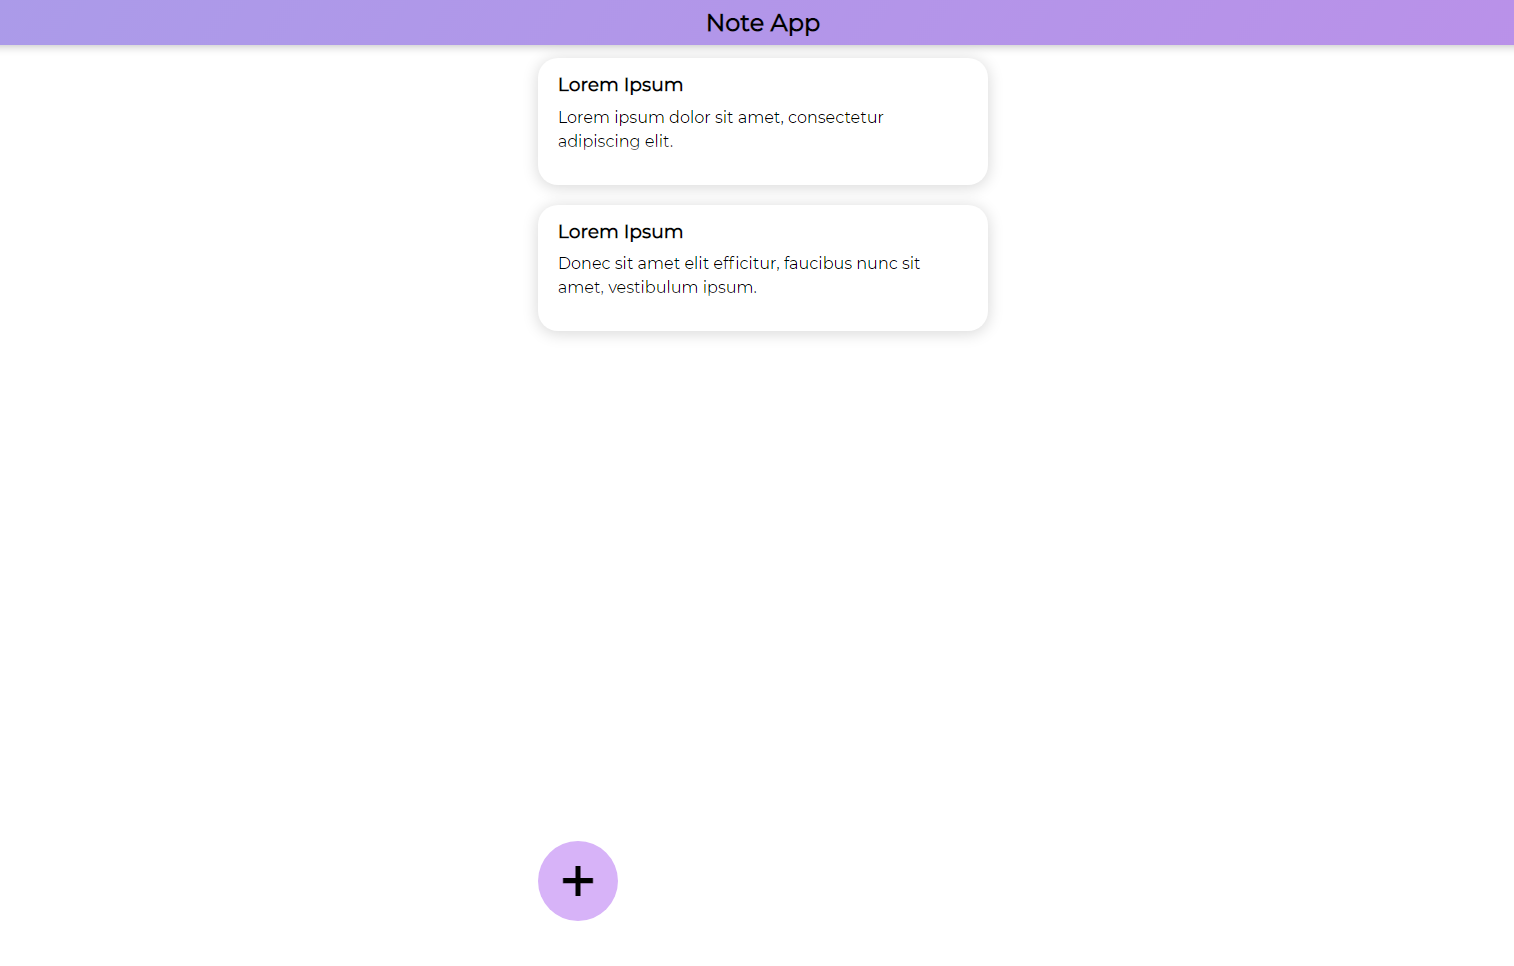 Note App
Lorem Ipsum
Lorem ipsum dolor sit amet, consectetur
adipiscing elit.
Lorem Ipsum
Donec sit amet elit efficitur, faucibus nunc sit
amet, vestibulum ipsum.
+